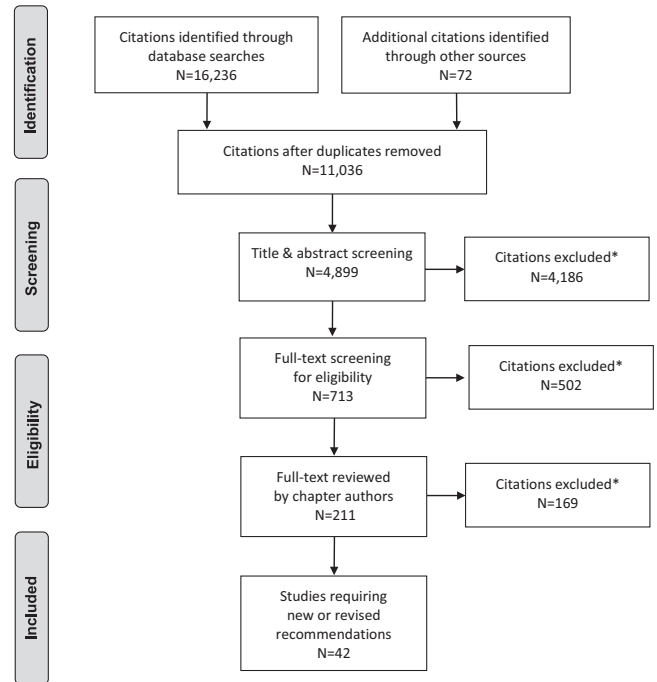 Identification
Citations identified through
database searches
N=16,236
Additional citations identified
through other sources
N=72
Citations after duplicates removed
N=11,036
Screening
Title & abstract screening
N=4,899
Citations excluded*
N=4,186
Eligibility
Full-text screening
for eligibility
N=713
Citations excluded*
N=502
Full-text reviewed
by chapter authors
N=211
Citations excluded*
N=169
Included
Studies requiring
new or revised
recommendations
N=42